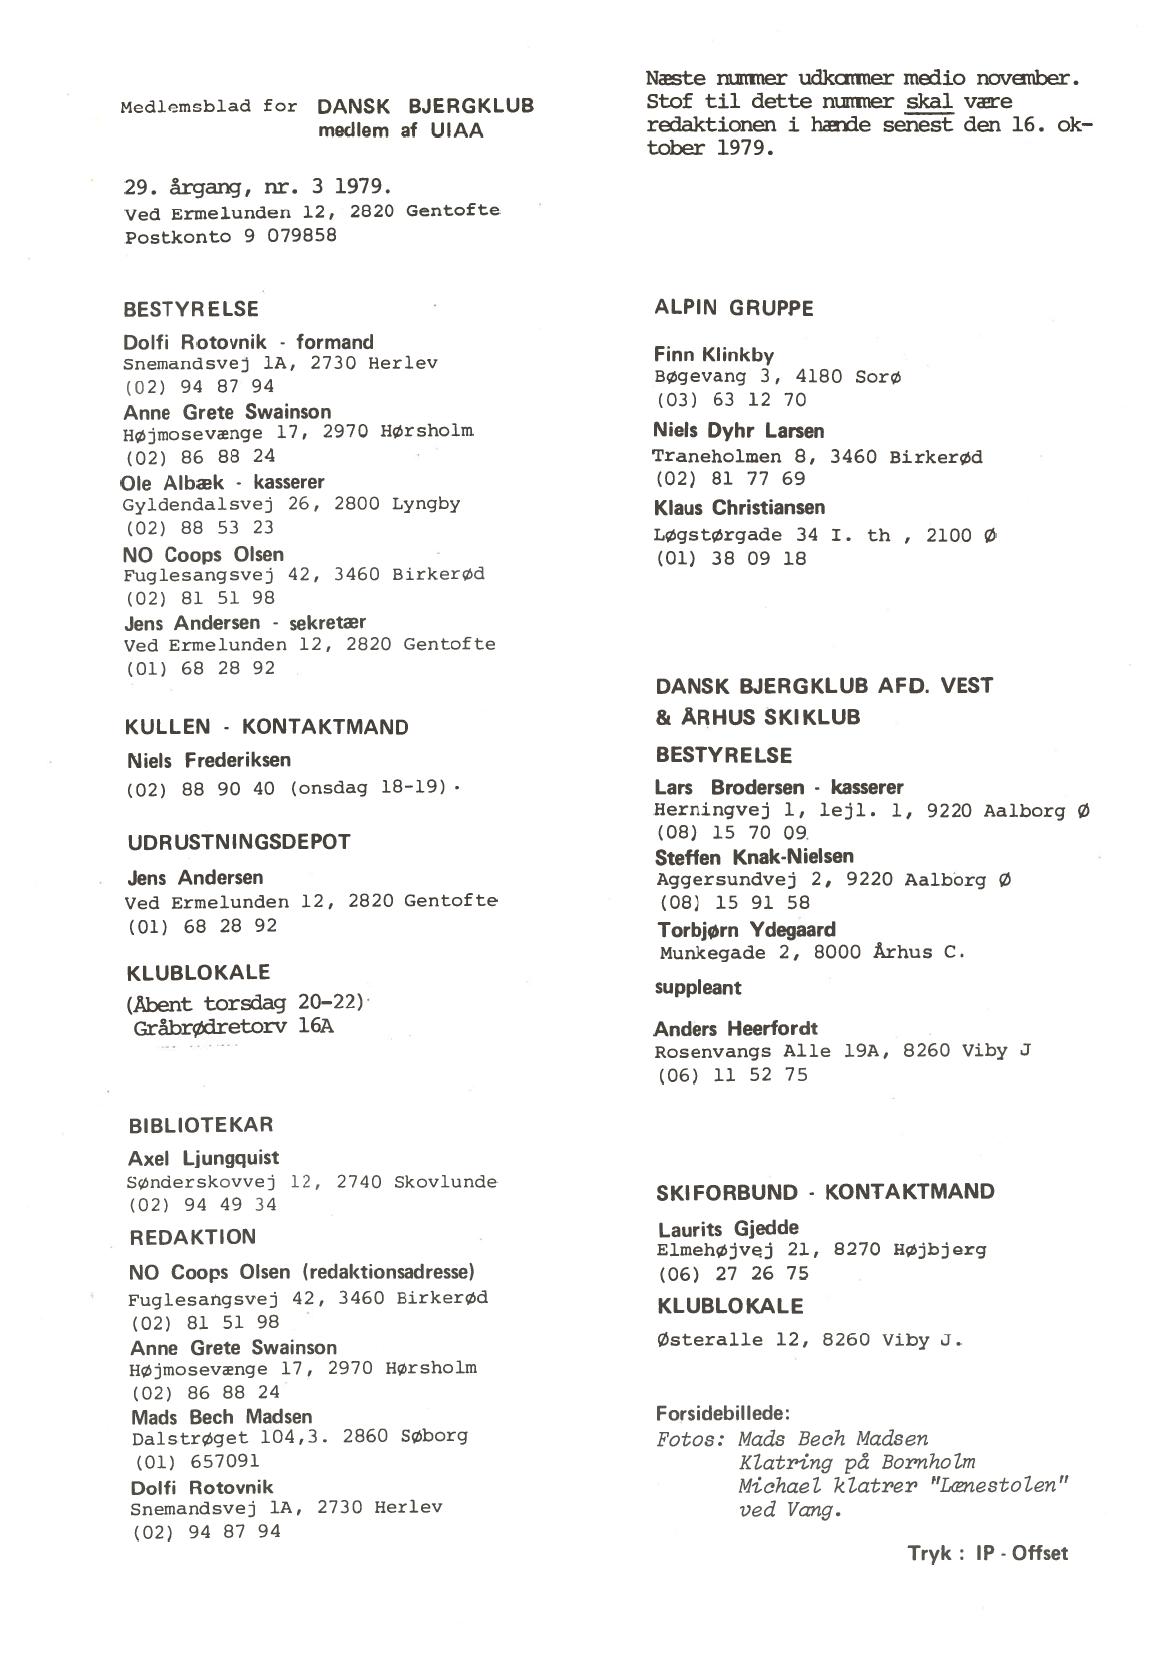 Medlemsblad for DANSK BJERGKLUB
medlem af UIAA
29. årgang, nr. 3 1979.
Ved Ermelunden 12, 2820 Gentofte
Postkonto 9 079858
BESTYRELSE
Dolfi Rotovnik - formand
Snemandsvej 1A, 2730 Herlev
(02) 94 87 94
Anne Grete Swainson
Højmosevænge 17, 2970 Hørsholm
(02) 86 88 24
Ole Albæk - kasserer
Gyldendalsvej 26, 2800 Lyngby
(02) 88 53 23
NO Coops Olsen
Fuglesangsvej 42, 3460 Birkerød
(02) 81 51 98
Jens Andersen - sekretær
Ved Ermelunden 12, 2820 Gentofte
(01) 68 28 92
KULLEN - KONTAKTMAND
Niels Frederiksen
(02) 88 90 40 (onsdag 18-19).
UDRUSTNINGSDEPOT
Jens Andersen
Ved Ermelunden 12, 2820 Gentofte
(01) 68 28 92
KLUBLOKALE
(Åbent torsdag 20-22)
Gråbrødretorv 16A
BIBLIOTEKAR
Axel Ljungquist
Sønderskovvej 12, 2740 Skovlunde
(02) 94 49 34
REDAKTION
NO Coops Olsen (redaktionsadresse)
Fuglesangsvej 42, 3460 Birkerød
(02) 81 51 98
Anne Grete Swainson
Højmosevænge 17, 2970 Hørsholm
(02) 86 88 24
Mads Bech Madsen
Dalstrøget 104,3. 2860 Søborg
(01) 657091
Dolfi Rotovnik
Snemandsvej 1A, 2730 Herlev
(02) 94 87 94
Næste nummer udkommer medio november.
Stof til dette nummer skal være
redaktionen i hænde senest den 16. ok-
tober 1979.
ALPIN GRUPPE
Finn Klinkby
Bøgevang 3, 4180 Sorø
(03) 63 12 70
Niels Dyhr Larsen
Traneholmen 8, 3460 Birkerød
(02) 81 77 69
Klaus Christiansen
Løgstørgade 34 I. th , 2100 Ø
(01) 38 09 18
DANSK BJERGKLUB AFD. VEST
& ÅRHUS SKIKLUB
BESTYRELSE
Lars Brodersen - kasserer
Herningvej 1, lejl. 1, 9220 Aalborg Ø
(08) 15 70 09
Steffen Knak-Nielsen
Aggersundvej 2, 9220 Aalborg Ø
(08) 15 91 58
Torbjørn Ydegaard
Munkegade 2, 8000 Århus C.
suppleant
Anders Heerfordt
Rosenvangs Alle 19A, 8260 Viby J
(06) 11 52 75
SKIFORBUND - KONTAKTMAND
Laurits Gjedde
Elmehøjvej 21, 8270 Højbjerg
(06) 27 26 75
KLUBLOKALE
Østeralle 12, 8260 Viby J.
Forsidebillede:
Fotos: Mads Bech Madsen
Klatring på Bornholm
Michael klatrer "Lænestolen"
ved Vang.
Tryk : IP - Offset